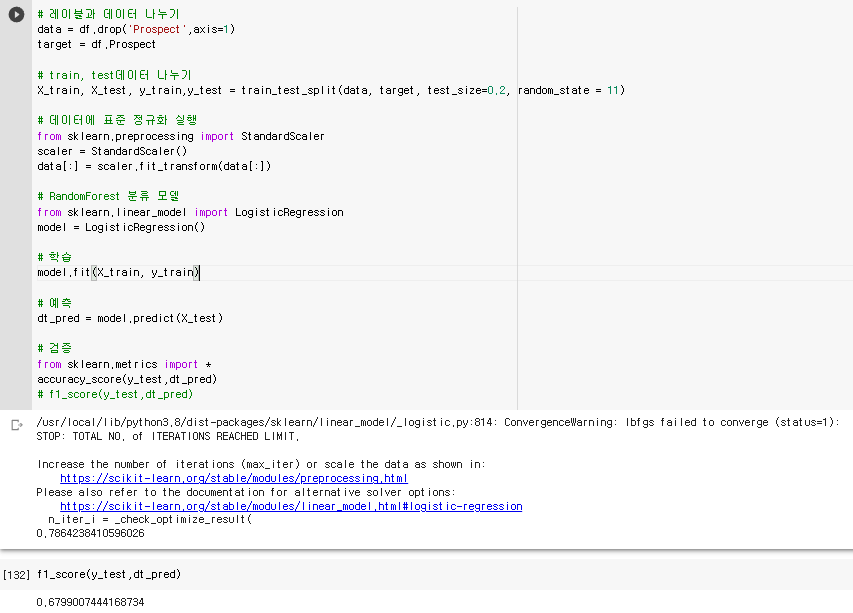 # 레이블과 데이터 나누기
data = df.drop('Prospect',axis=1)
target = df.Prospect
# train, test데이터 나누기
X_train, X_test, y_train,y_test = train_test_split(data, target, test_size=0.2, random_state = 11)
# 데이터에 표준 정규화 실행
from sklearn.preprocessing import StandardScaler
scaler = StandardScaler()
data[:] = scaler.fit_transform(data[:])
# RandomForest 분류 모델
from sklearn.linear_model import LogisticRegression
model = LogisticRegression()
# 학습
model.fit(X_train, y_train)
# 예측
dt_pred = model.predict(X_test)
# 검증
from sklearn.metrics import *
accuracy_score(y_test,dt_pred)
# f1_score(y_test,dt_pred)
/usr/local/lib/python3.8/dist-packages/sklearn/linear_model/_logistic.py:814: ConvergenceWarning: lbfgs failed to converge (status=1):
STOP: TOTAL NO. of ITERATIONS REACHED LIMIT.
Increase the number of iterations (max_iter) or scale the data as shown in:
https://scikit-learn.org/stable/modules/preprocessing.html
Please also refer to the documentation for alternative solver options:
https://scikit-learn.org/stable/modules/linear_model.html#logistic-regression
n_iter_i = _check_optimize_result(
0.7864238410596026
[132] f1_score(y_test,dt_pred)
0.6799007444168734